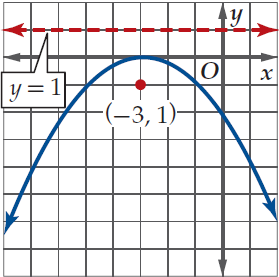 y
O
x
y = 1
(−3, 1)